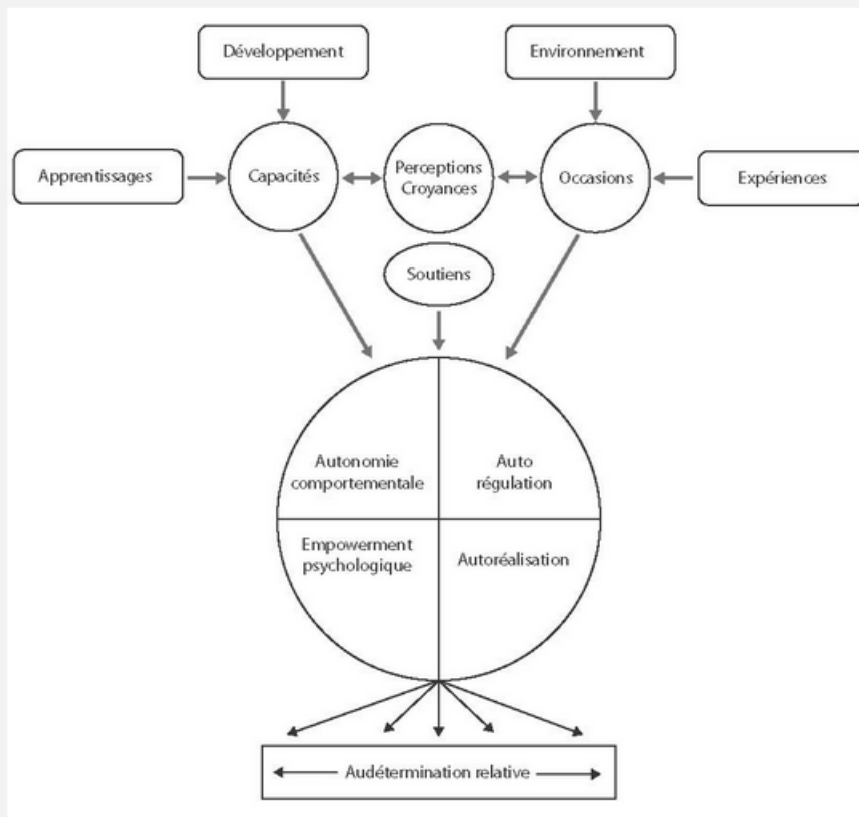 Développement
Environnement
Apprentissages
Capacités
Perceptions
Croyances
Occasions
Expériences
Soutiens
Autonomie
comportementale
Auto
régulation
Empowerment
psychologique
Autoréalisation
Audétermination relative